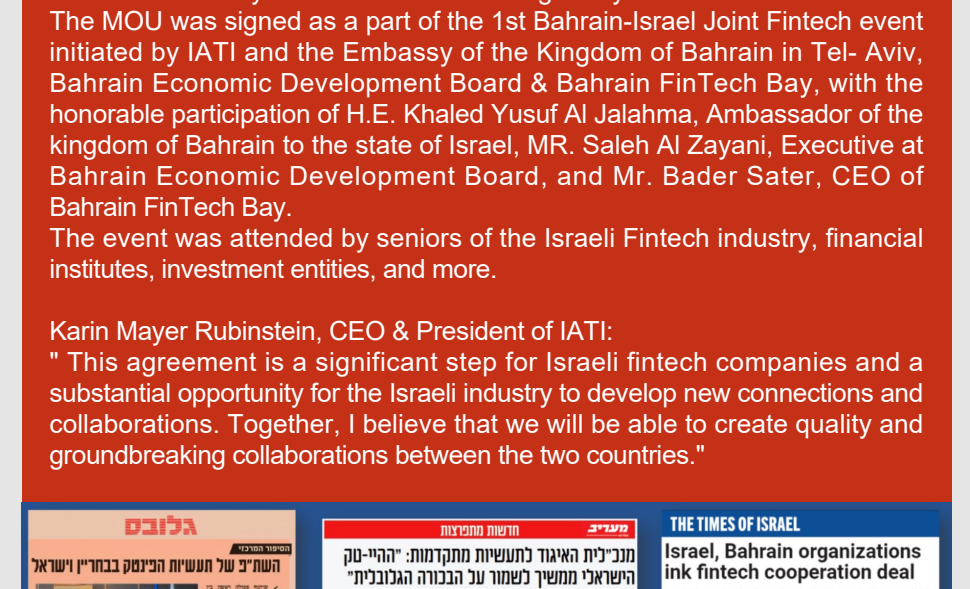 The MOU was signed as a part of the 1st Bahrain-Israel Joint Fintech event
initiated by IATI and the Embassy of the Kingdom of Bahrain in Tel- Aviv,
Bahrain Economic Development Board & Bahrain FinTech Bay, with the
honorable participation of H.E. Khaled Yusuf Al Jalahma, Ambassador of the
kingdom of Bahrain to the state of Israel, MR. Saleh Al Zayani, Executive at
Bahrain Economic Development Board, and Mr. Bader Sater, CEO of
Bahrain FinTech Bay.
The event was attended by seniors of the Israeli Fintech industry, financial
institutes, investment entities, and more.
Karin Mayer Rubinstein, CEO & President of IATI:
" This agreement is a significant step for Israeli fintech companies and a
substantial opportunity for the Israeli industry to develop new connections and
collaborations. Together, I believe that we will be able to create quality and
groundbreaking collaborations between the two countries."
גלובס
הסיפור המרכזי
השת"פ של תעשיות הפינטק בבחריין וישראל
מעריב
חדשות מתפרצות
מנכ"לית האיגוד לתעשיות מתקדמות: "ההיי-טק
הישראלי ממשיך לשמור על הבכורה הגלובלית"
THE TIMES OF ISRAEL
Israel, Bahrain organizations
ink fintech cooperation deal